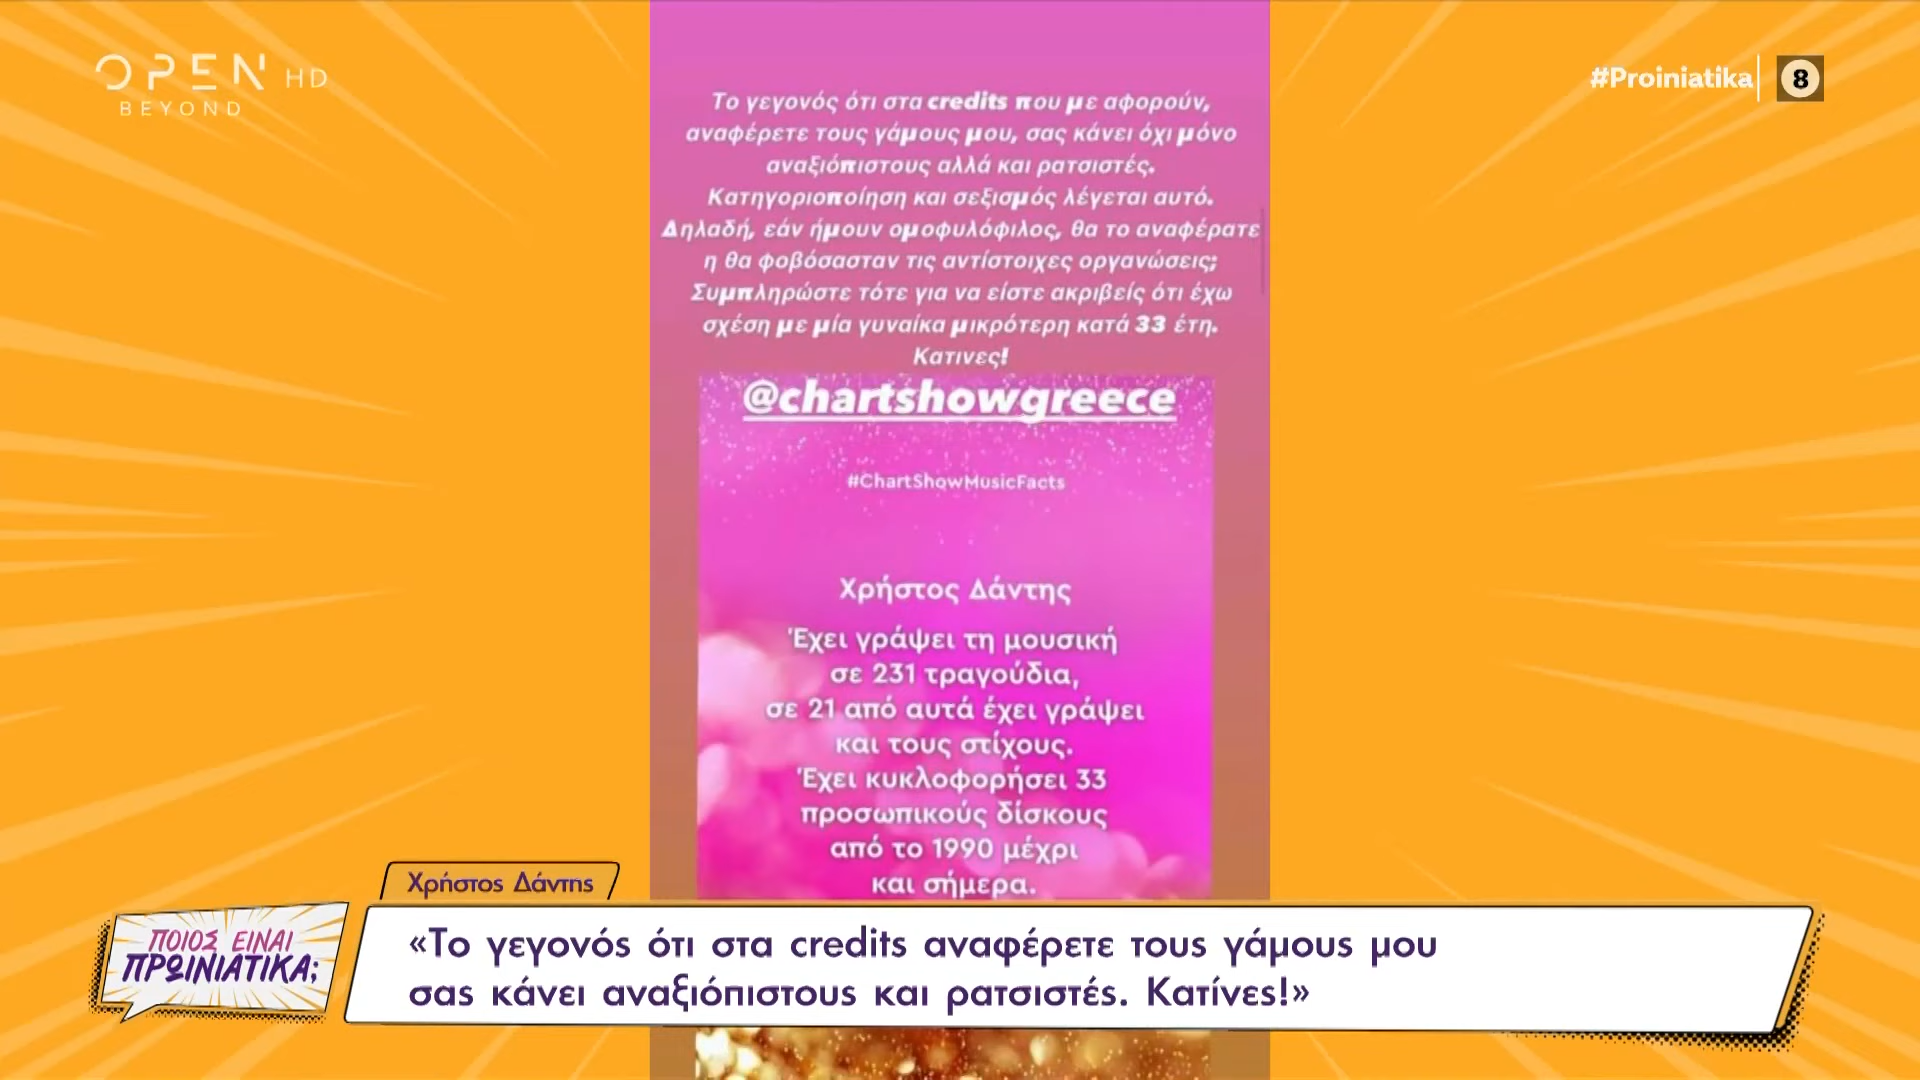 OPEN HD
BEYOND
#Proiniatika
8
Το γεγονός ότι στα credits που με αφορούν,
αναφέρετε τους γάμους μου, σας κάνει όχι μόνο
αναξιόπιστους αλλά και ρατσιστές.
Κατηγοριοποίηση και σεξισμός λέγεται αυτό.
Δηλαδή, εάν ήμουν ομοφυλόφιλος, θα το αναφέρατε
η θα φοβόσασταν τις αντίστοιχες οργανώσεις;
Συμπληρώστε τότε για να είστε ακριβείς ότι έχω
σχέση με μία γυναίκα μικρότερη κατά 33 έτη.
Κατινες!
@chartshowgreece
#ChartShowMusicFacts
Χρήστος Δάντης
Έχει γράψει τη μουσική
σε 231 τραγούδια,
σε 21 από αυτά έχει γράψει
και τους στίχους.
Έχει κυκλοφορήσει 33
προσωπικούς δίσκους
από το 1990 μέχρι
και σήμερα.
Χρήστος Δάντης
ΠΟΙΟΣ ΕΙΝΑΙ
ΠΡΩΙΝΙΑΤΙΚΑ;
«Το γεγονός ότι στα credits αναφέρετε τους γάμους μου
σας κάνει αναξιόπιστους και ρατσιστές. Κατίνες!»